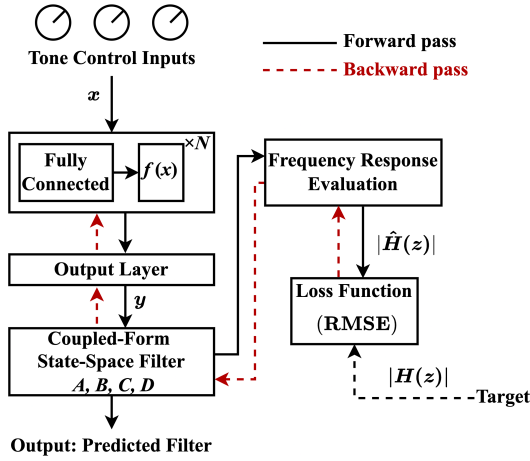 Tone Control Inputs
x
Fully
Connected
f(x)
×N
Output Layer
y
Coupled-Form
State-Space Filter
A, B, C, D
Output: Predicted Filter
Forward pass
Backward pass
Frequency Response
Evaluation
|Ĥ(z)|
Loss Function
(RMSE)
|H(z)|
Target